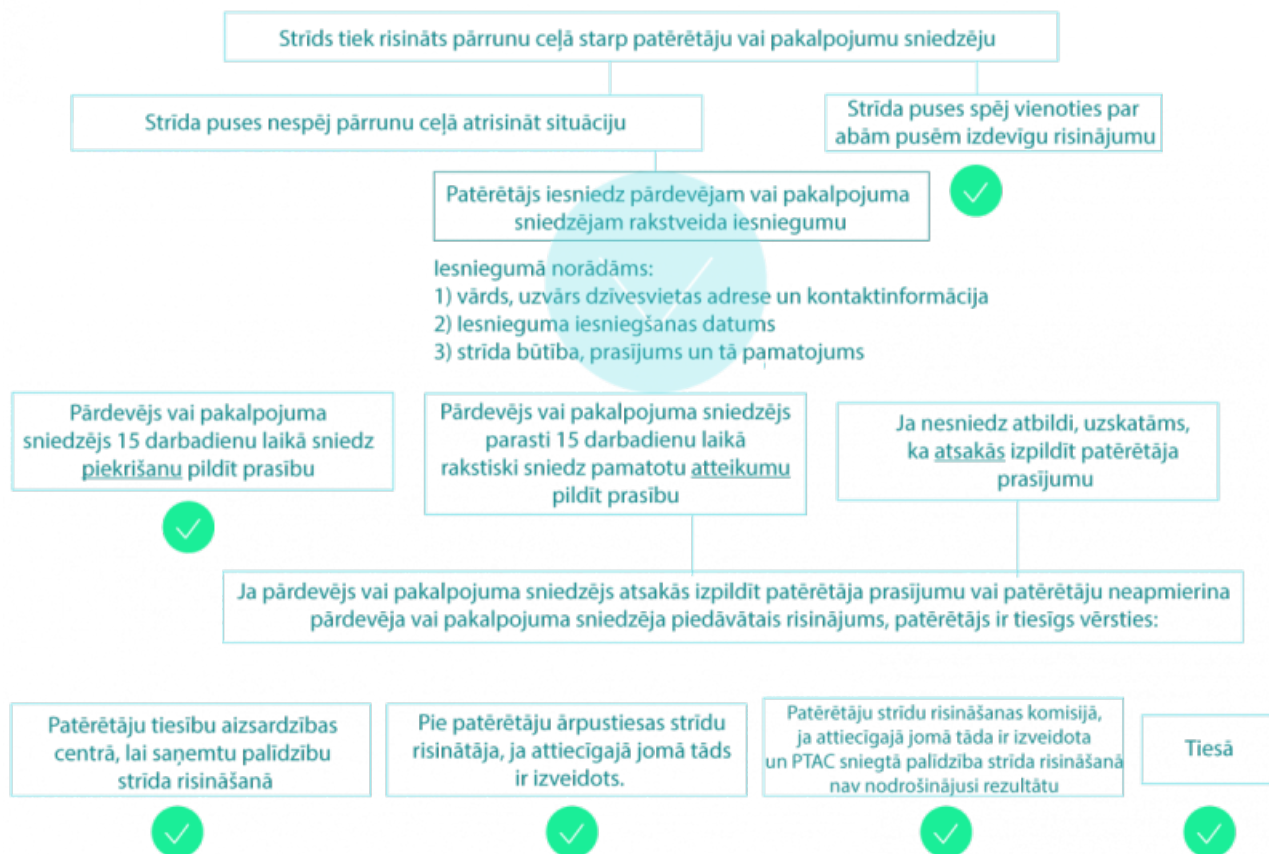 Strīds tiek risināts pārrunu ceļā starp patērētāju vai pakalpojumu sniedzēju
Strīda puses nespēj pārrunu ceļā atrisināt situāciju
Strīda puses spēj vienoties par
abām pusēm izdevīgu risinājumu
Patērētājs iesniedz pārdevējam vai pakalpojuma
sniedzējam rakstveida iesniegumu
Iesniegumā norādāms:
1) vārds, uzvārs dzīvesvietas adrese un kontaktinformācija
2) Iesnieguma iesniegšanas datums
3) strīda būtība, prasījums un tā pamatojums
Pārdevējs vai pakalpojuma
sniedzējs 15 darbadienu laikā sniedz
piekrišanu pildīt prasību
Pārdevējs vai pakalpojuma sniedzējs
parasti 15 darbadienu laikā
rakstiski sniedz pamatotu atteikumu
pildīt prasību
Ja nesniedz atbildi, uzskatāms,
ka atsakās izpildīt patērētāja
prasījumu
Ja pārdevējs vai pakalpojuma sniedzējs atsakās izpildīt patērētāja prasījumu vai patērētāju neapmierina
pārdevēja vai pakalpojuma sniedzēja piedāvātais risinājums, patērētājs ir tiesīgs vērsties:
Patērētāju tiesību aizsardzības
centrā, lai saņemtu palīdzību
strīda risināšanā
Pie patērētāju ārpustiesas strīdu
risinātāja, ja attiecīgajā jomā tāds
ir izveidots.
Patērētāju strīdu risināšanas komisijā,
ja attiecīgajā jomā tāda ir izveidota
un PTAC sniegtā palīdzība strīda risināšanā
nav nodrošinājusi rezultātu
Tiesā